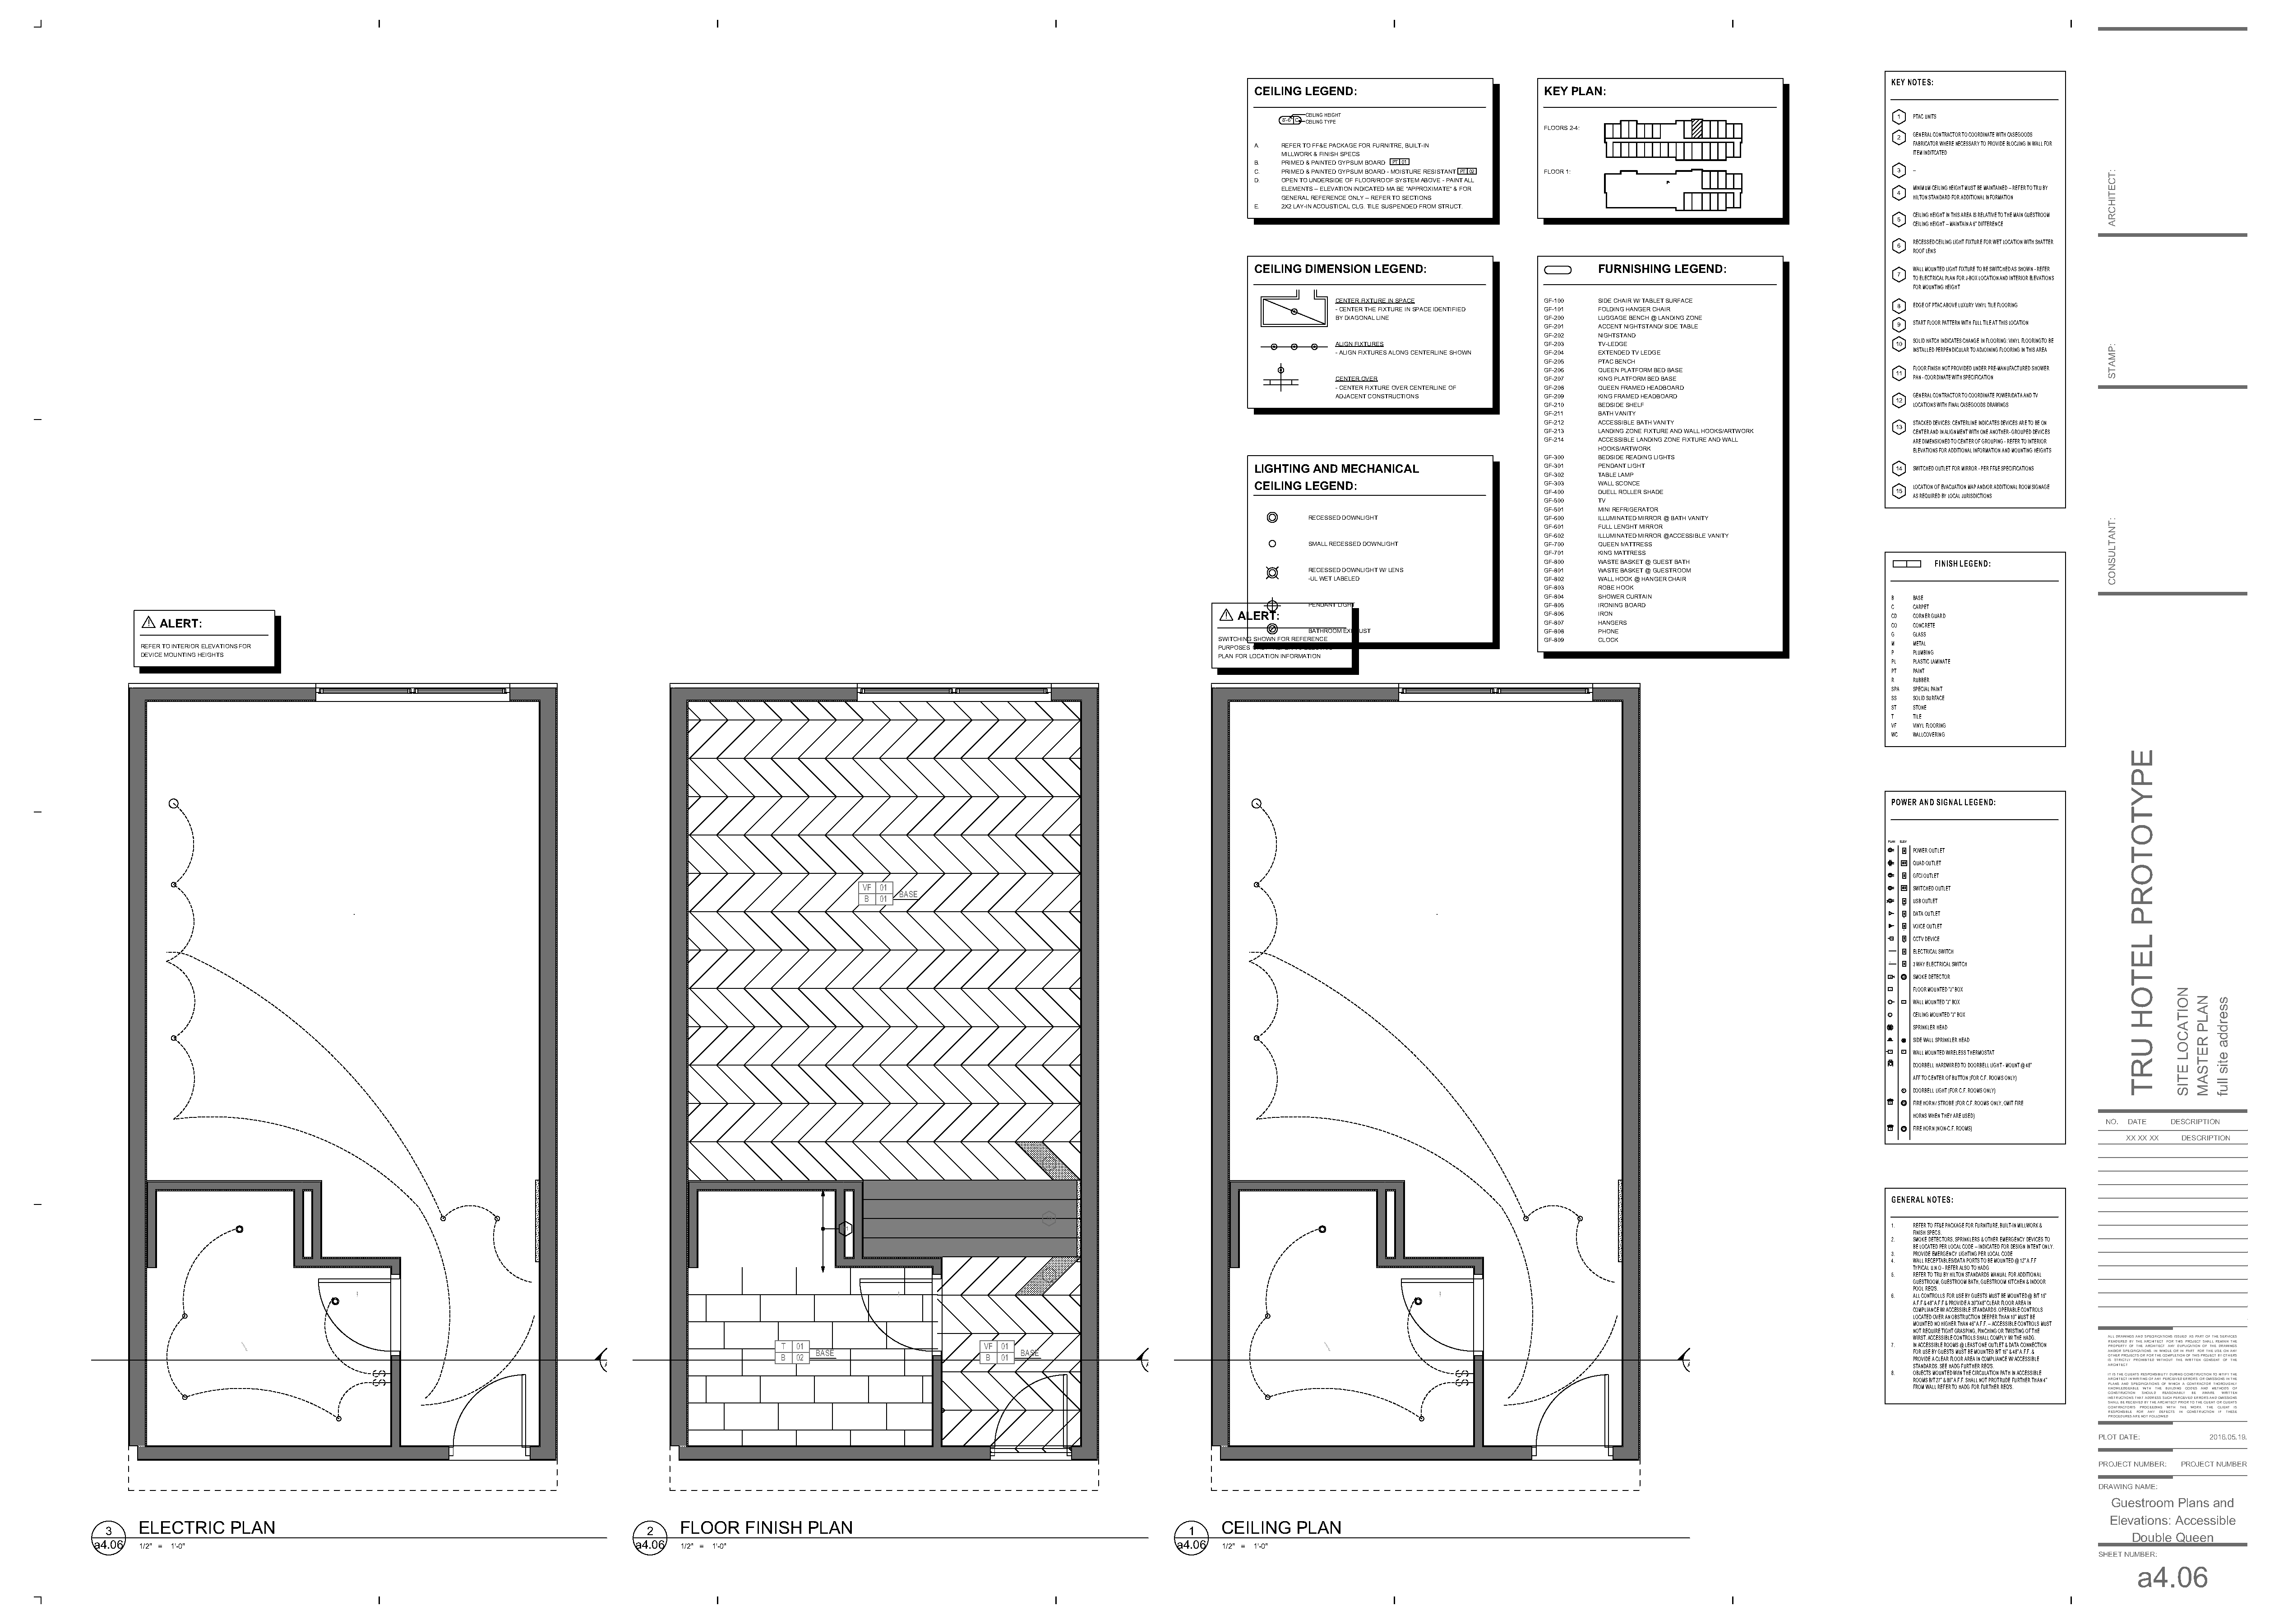 CEILING LEGEND:
CEILING HEIGHT
CEILING TYPE
A. REFER TO FF&E PACKAGE FOR FURNITRE, BUILT-IN
MILLWORK & FINISH SPECS
B. PRIMED & PAINTED GYPSUM BOARD PT 01
C. PRIMED & PAINTED GYPSUM BOARD - MOISTURE RESISTANT PT
D. OPEN TO UNDERSIDE OF FLOOR/ROOF SYSTEM ABOVE - PAINT ALL
ELEMENTS – ELEVATION INDICATED MA BE "APPROXIMATE" & FOR
GENERAL REFERENCE ONLY – REFER TO SECTIONS
E. 2X2 LAY-IN ACOUSTICAL CLG. TILE SUSPENDED FROM STRUCT.
KEY PLAN:
FLOORS 2-4:
FLOOR 1:
CEILING DIMENSION LEGEND:
CENTER FIXTURE IN SPACE
- CENTER THE FIXTURE IN SPACE IDENTIFIED
BY DIAGONAL LINE
ALIGN FIXTURES
- ALIGN FIXTURES ALONG CENTERLINE SHOWN
CENTER OVER
- CENTER FIXTURE OVER CENTERLINE OF
ADJACENT CONSTRUCTIONS
FURNISHING LEGEND:
GF-100 SIDE CHAIR W/ TABLET SURFACE
GF-101 FOLDING HANGER CHAIR
GF-200 LUGGAGE BENCH @ LANDING ZONE
GF-201 ACCENT NIGHTSTAND/ SIDE TABLE
GF-202 NIGHTSTAND
GF-203 TV-LEDGE
GF-204 EXTENDED TV LEDGE
GF-205 PTAC BENCH
GF-206 QUEEN PLATFORM BED BASE
GF-207 KING PLATFORM BED BASE
GF-208 QUEEN FRAMED HEADBOARD
GF-209 KING FRAMED HEADBOARD
GF-210 BEDSIDE SHELF
GF-211 BATH VANITY
GF-212 ACCESSIBLE BATH VANITY
GF-213 LANDING ZONE FIXTURE AND WALL HOOKS/ARTWORK
GF-214 ACCESSIBLE LANDING ZONE FIXTURE AND WALL
HOOKS/ARTWORK
GF-300 BEDSIDE READING LIGHTS
GF-301 PENDANT LIGHT
GF-302 TABLE LAMP
GF-303 WALL SCONCE
GF-400 DUELL ROLLER SHADE
GF-500 TV
GF-501 MINI REFRIGERATOR
GF-600 ILLUMINATED MIRROR @ BATH VANITY
GF-601 FULL LENGHT MIRROR
GF-602 ILLUMINATED MIRROR @ACCESSIBLE VANITY
GF-700 QUEEN MATTRESS
GF-701 KING MATTRESS
GF-800 WASTE BASKET @ GUEST BATH
GF-801 WASTE BASKET @ GUESTROOM
GF-802 WALL HOOK @ HANGER CHAIR
GF-803 ROBE HOOK
GF-804 SHOWER CURTAIN
GF-805 IRONING BOARD
GF-806 IRON
GF-807 HANGERS
GF-808 PHONE
GF-809 CLOCK
LIGHTING AND MECHANICAL
CEILING LEGEND:
RECESSED DOWNLIGHT
SMALL RECESSED DOWNLIGHT
RECESSED DOWNLIGHT W/ LENS
-UL WET LABELED
PENDANT LIGHT
BATHROOM EXHAUST
ALERT:
SWITCHING SHOWN FOR REFERENCE
PURPOSES
PLAN FOR LOCATION INFORMATION
ALERT:
REFER TO INTERIOR ELEVATIONS FOR
DEVICE MOUNTING HEIGHTS
VF 01
B 01 BASE
T 01
B 02 BASE
VF 01
B 01 BASE
3
a4.06
ELECTRIC PLAN
1/2" = 1'-0"
2
a4.06
FLOOR FINISH PLAN
1/2" = 1'-0"
1
a4.06
CEILING PLAN
1/2" = 1'-0"
KEY NOTES:
1 PTAC UNITS
2 GENERAL CONTRACTOR TO COORDINATE WITH CASEGOODS
FABRICATOR WHERE NECESSARY TO PROVIDE BLOCJING IN WALL FOR
ITEM INDITCATED
3 –
4 MINIMUM CEILING HEIGHT MUST BE MAINTAINED – REFER TO TRU BY
HILTON STANDARD FOR ADDITIONAL INFORMATION
5 CEILING HEIGHT IN THIS AREA IS RELATIVE TO THE MAIN GUESTROOM
CEILING HEIGHT – MAINTAIN A 6" DIFFERENCE
6 RECESSED CEILING LIGHT FIXTURE FOR WET LOCATION WITH SHATTER
ROOF LENS
7 WALL MOUNTED LIGHT FIXTURE TO BE SWITCHED AS SHOWN - REFER
TO ELECTRICAL PLAN FOR J-BOX LOCATION AND INTERIOR ELEVATIONS
FOR MOUNTING HEIGHT
8 EDGE OF PTAC ABOVE LUXURY VINYL TILE FLOORING
9 START FLOOR PATTERN WITH FULL TILE AT THIS LOCATION
10 SOLID HATCH INDICATES CHANGE IN FLOORING. VINYL FLOORING TO BE
INSTALLED PERPENDICULAR TO ADJOINING FLOORING IN THIS AREA
11 FLOOR FINISH NOT PROVIDED UNDER PRE-MANUFACTURED SHOWER
PAN - COORDINATE WITH SPECIFICATION
12 GENERAL CONTRACTOR TO COORDINATE POWER/DATA AND TV
LOCATIONS WITH FINAL CASEGOODS DRAWINGS
13 STACKED DEVICES: CENTERLINE INDICATES DEVICES ARE TO BE ON
CENTER AND IN ALIGNMENT WITH ONE ANOTHER - GROUPED DEVICES
ARE DIMENSIONED TO CENTER OF GROUPING - REFER TO INTERIOR
ELEVATIONS FOR ADDITIONAL INFORMATION AND MOUNTING HEIGHTS
14 SWITCHED OUTLET FOR MIRROR - PER FF&E SPECIFICATIONS
15 LOCATION OF EVACUATION MAP AND/OR ADDITIONAL ROOM SIGNAGE
AS REQUIRED BY LOCAL JURISDICTIONS
FINISH LEGEND:
B BASE
C CARPET
CG CORNER GUARD
CO CONCRETE
G GLASS
M METAL
P PLUMBING
PL PLASTIC LAMINATE
PT PAINT
R RUBBER
SPA SPECIAL PAINT
SS SOLID SURFACE
ST STONE
T TILE
VF VINYL FLOORING
WC WALLCOVERING
POWER AND SIGNAL LEGEND:
PLAN ELEV
POWER OUTLET
QUAD OUTLET
GFCI OUTLET
SWITCHED OUTLET
USB OUTLET
DATA OUTLET
VOICE OUTLET
CCTV DEVICE
ELECTRICAL SWITCH
3 WAY ELECTRICAL SWITCH
SMOKE DETECTOR
FLOOR MOUNTED "J" BOX
WALL MOUNTED "J" BOX
CEILING MOUNTED "J" BOX
SPRINKLER HEAD
SIDE WALL SPRINKLER HEAD
WALL MOUNTED WIRELESS THERMOSTAT
DOORBELL HARDWIRED TO DOORBELL LIGHT - MOUNT @ 48"
AFF TO CENTER OF BUTTON (FOR C.F. ROOMS ONLY)
DOORBELL LIGHT (FOR C.F. ROOMS ONLY)
FIRE HORN/ STROBE (FOR C.F. ROOMS ONLY, OMIT FIRE
HORNS WHEN THEY ARE USED)
FIRE HORN (NON-C.F. ROOMS)
GENERAL NOTES:
1. REFER TO FF&E PACKAGE FOR FURNITURE, BUILT-IN MILLWORK &
FINISH SPECS.
2. SMOKE DETECTORS, SPRINKLERS & OTHER EMERGENCY DEVICES TO
BE LOCATED PER LOCAL CODE – INDICATED FOR DESIGN INTENT ONLY.
3. PROVIDE EMERGENCY LIGHTING PER LOCAL CODE
4. WALL RECEPTABLES/DATA PORTS TO BE MOUNTED @ 12" A.F.F
TYPICAL U.N.O - REFER ALSO TO HADG
5. REFER TO TRU BY HILTON STANDARDS MANUAL FOR ADDITIONAL
GUESTROOM, GUESTROOM BATH, GUESTROOM KITCHEN & INDOOR
POOL REQ'S.
6. ALL CONTROLS FOR USE BY GUESTS MUST BE MOUNTED @ INT 18"
A.F.F & 48" A.F.F & PROVIDE A 30"X48" CLEAR FLOOR AREA IN
COMPLIANCE W/ ACCESSIBLE STANDARDS. OPERABLE CONTROLS
LOCATED OVER AN OBSTRUCTION DEEPER THAN 10" MUST BE
MOUNTED NO HIGHER THAN 46" A.F.F. – ACCESSIBLE CONTROLS MUST
NOT REQUIRE TIGHT GRASPING, PINCHING OR TWISTING OF THE
WRIST. ACCESSIBLE CONTROLS SHALL COMPLY W/ THE HADG.
7. IN ACCESSIBLE ROOMS @ LEAST ONE OUTLET & DATA CONNECTION
FOR USE BY GUESTS MUST BE MOUNTED INT 18" & 48" A.F.F. &
PROVIDE A CLEAR FLOOR AREA IN COMPLIANCE W/ ACCESSIBLE
STANDARDS. SEE HADG FURTHER REQS.
8. OBJECTS MOUNTED W/IN THE CIRCULATION PATH IN ACCESSIBLE
ROOMS INT 27" & 80" A.F.F. SHALL NOT PROTRUDE FURTHER THAN 4"
FROM WALL REFER TO HADG FOR FURTHER REQS.
ARCHITECT:
STAMP:
CONSULTANT:
TRU HOTEL PROTOTYPE
SITE LOCATION
MASTER PLAN
full site address
NO. DATE DESCRIPTION
XX XX XX DESCRIPTION
PLOT DATE: 2016.05.19.
PROJECT NUMBER: PROJECT NUMBER
DRAWING NAME:
Guestroom Plans and
Elevations: Accessible
Double Queen
SHEET NUMBER:
a4.06